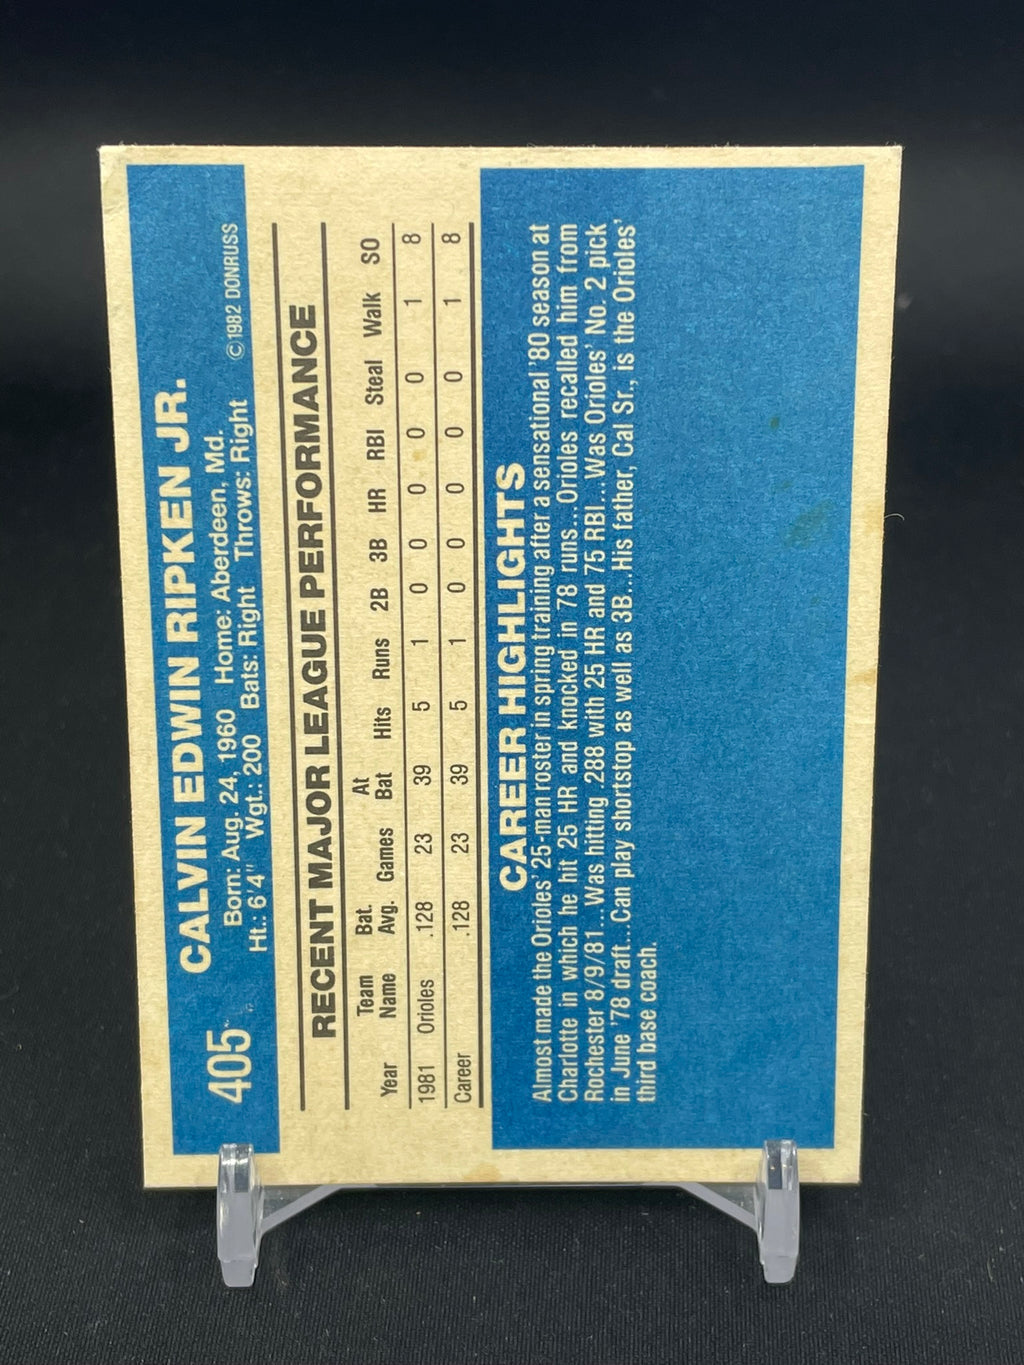 405
CALVIN EDWIN RIPKEN JR.
Born: Aug. 24, 1960 Home: Aberdeen, Md.
Ht.: 6'4" Wgt.: 200 Bats: Right Throws: Right
©1982 DONRUSS
RECENT MAJOR LEAGUE PERFORMANCE
Year Team Name Bat. Avg. Games At Bat Hits Runs 2B 3B HR RBI Steal Walk SO
1981 Orioles .128 23 39 5 1 0 0 0 0 0 1 8
Career .128 23 39 5 1 0 0 0 0 0 1 8
CAREER HIGHLIGHTS
Almost made the Orioles' 25-man roster in spring training after a sensational '80 season at
Charlotte in which he hit 25 HR and knocked in 78 runs...Orioles recalled him from
Rochester 8/9/81...Was hitting .288 with 25 HR and 75 RBI...Was Orioles' No. 2 pick
in June '78 draft...Can play shortstop as well as 3B...His father, Cal Sr., is the Orioles'
third base coach.